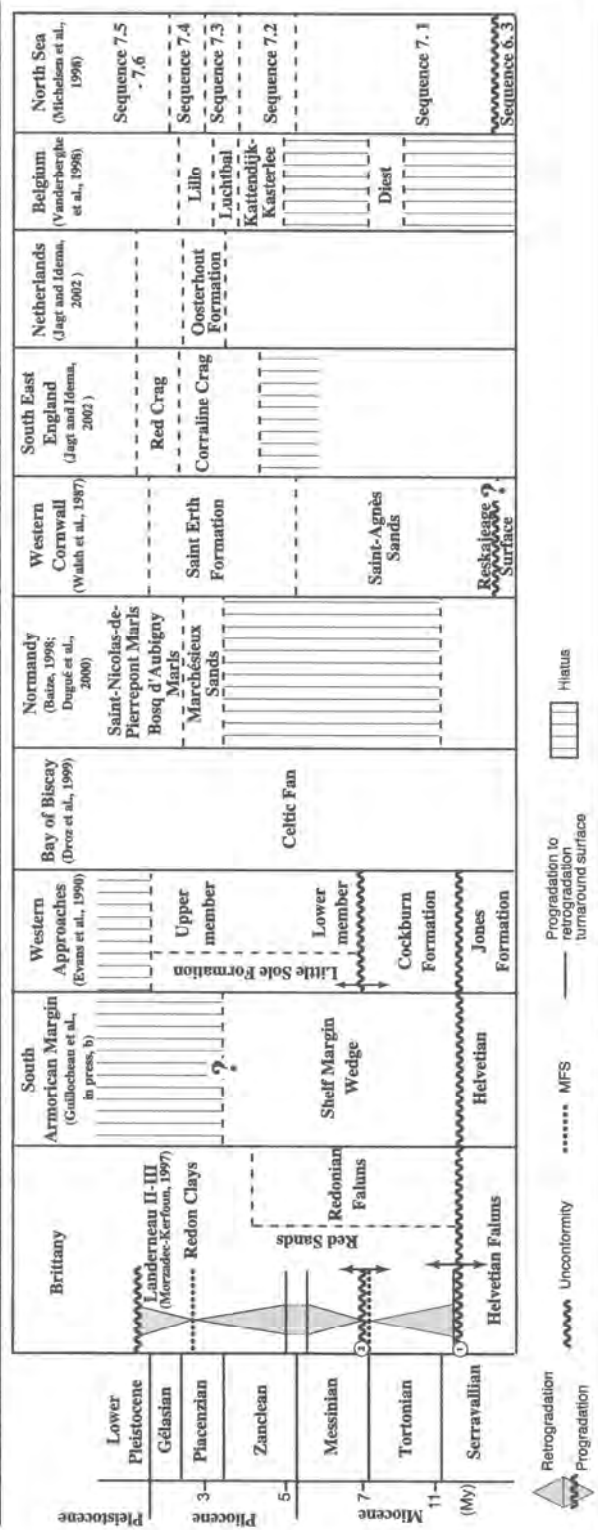 Brittany
South
Armorican Margin
(Guillocheau et al.,
in press, b)
Western
Approaches
(Evans et al., 1990)
Bay of Biscay
(Droz et al., 1999)
Normandy
(Baize, 1998;
Dugué et al.,
2000)
Western
Cornwall
(Walsh et al., 1987)
South East
England
(Jagt and Idema,
2002)
Netherlands
(Jagt and Idema,
2002)
Belgium
(Vanderberghe
et al., 1998)
North Sea
(Micheisen et al.,
1998)
Pleistocene
Pliocene
Miocene
3
5
7
11
(My)
Lower
Pleistocene
Gélasian
Piacenzian
Zanclean
Messinian
Tortonian
Serravallian
Landerneau II-III
(Morzadec-Kerfoun, 1997)
Redon Clays
Red Sands
Redonian
Faluns
2
1
Helvetian Faluns
?
Shelf Margin
Wedge
Helvetian
Little Sole Formation
Upper
member
Lower
member
Cockburn
Formation
Jones
Formation
Celtic Fan
Saint-Nicolas-de-
Pierrepont Marls
Bosq d'Aubigny
Marls
Marchésieux
Sands
Saint Erth
Formation
Saint-Agnès
Sands
Reskajeage ?
Surface
Red Crag
Corraline Crag
Oosterhout
Formation
Lillo
Luchtbal
Kattendijk-
Kasterlee
Diest
Sequence 7.5
- 7.6
Sequence 7.4
Sequence 7.3
Sequence 7.2
Sequence 7. 1
Sequence 6. 3
Retrogradation
Progradation
Unconformity
MFS
Progradation to
retrogradation
turnaround surface
Hiatus